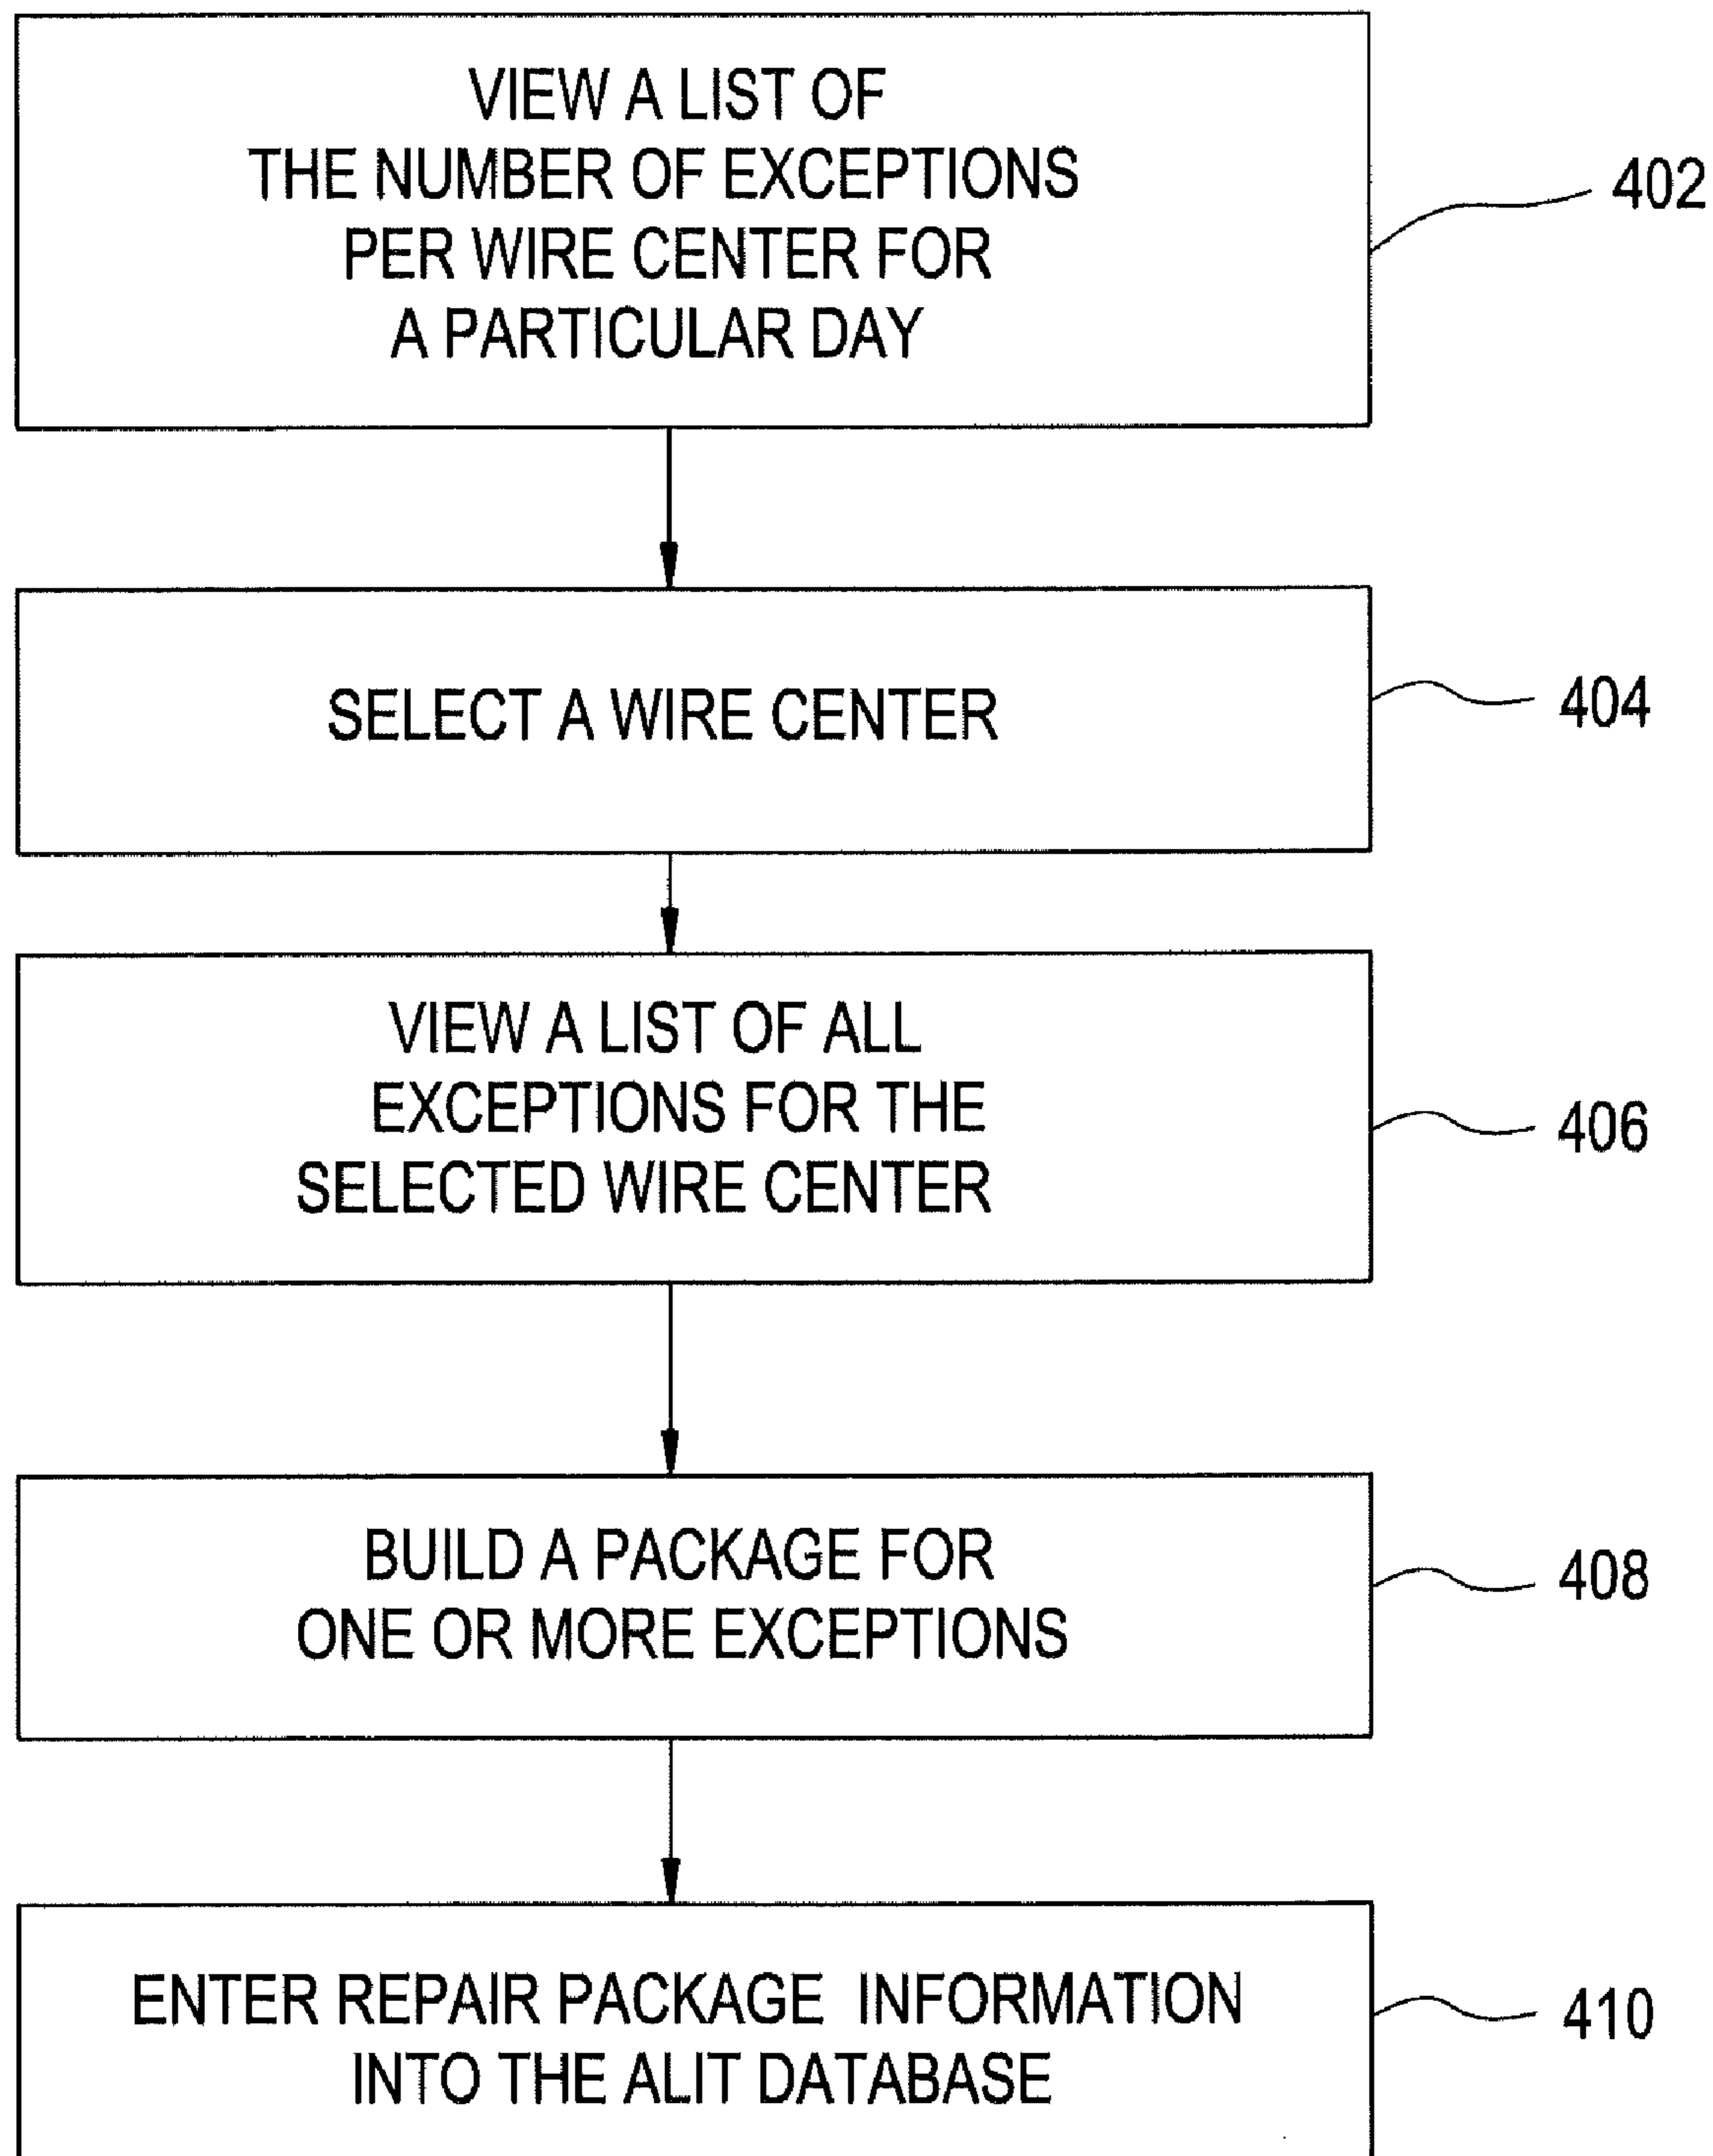 VIEW A LIST OF
THE NUMBER OF EXCEPTIONS
PER WIRE CENTER FOR
A PARTICULAR DAY
402
SELECT A WIRE CENTER
404
VIEW A LIST OF ALL
EXCEPTIONS FOR THE
SELECTED WIRE CENTER
406
BUILD A PACKAGE FOR
ONE OR MORE EXCEPTIONS
408
ENTER REPAIR PACKAGE INFORMATION
INTO THE ALIT DATABASE
410